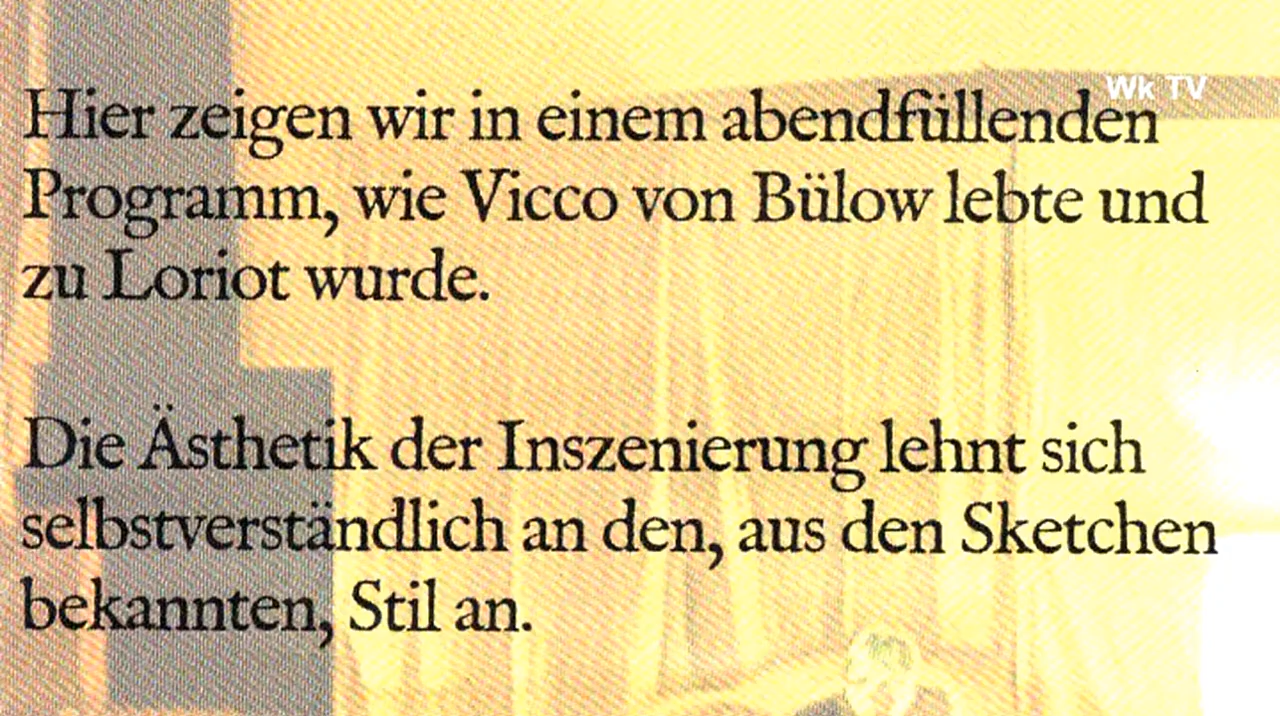 Wk TV
Hier zeigen wir in einem abendfüllenden
Programm, wie Vicco von Bülow lebte und
zu Loriot wurde.
Die Ästhetik der Inszenierung lehnt sich
selbstverständlich an den, aus den Sketchen
bekannten, Stil an.